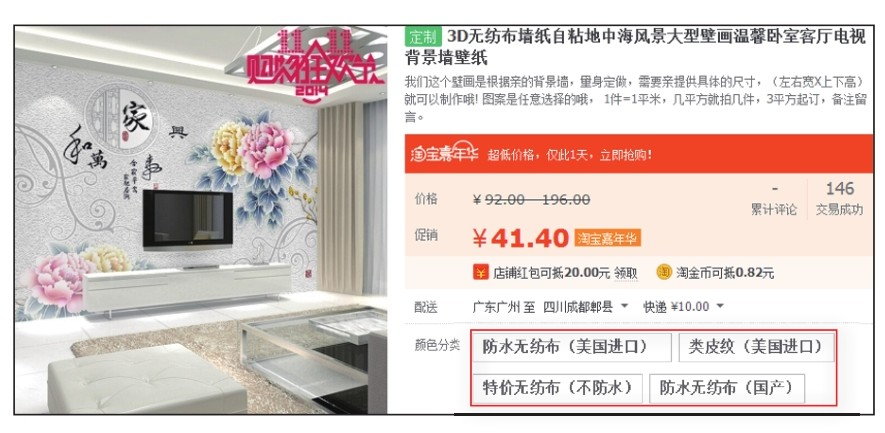 11 11
购物狂欢节
2014
家
和
萬
事
興
定制 3D无纺布墙纸自粘地中海风景大型壁画温馨卧室客厅电视
背景墙壁纸
我们这个壁画是根据亲的背景墙，量身定做，需要亲提供具体的尺寸，（左右宽X上下高）
就可以制作哦! 图案是任意选择的哦， 1件=1平米，几平方就拍几件，3平方起订，备注留
言。
淘宝嘉年华 超低价格，仅此1天，立即抢购!
价格 ¥ 92.00 - 196.00
- 146
累计评论 交易成功
促销 ¥ 41.40 淘宝嘉年华
店铺红包可抵20.00元 领取 淘 淘金币可抵0.82元
配送 广东广州 至 四川成都郫县 快递 ¥10.00
颜色分类 防水无纺布（美国进口） 类皮纹（美国进口）
特价无纺布（不防水） 防水无纺布（国产）